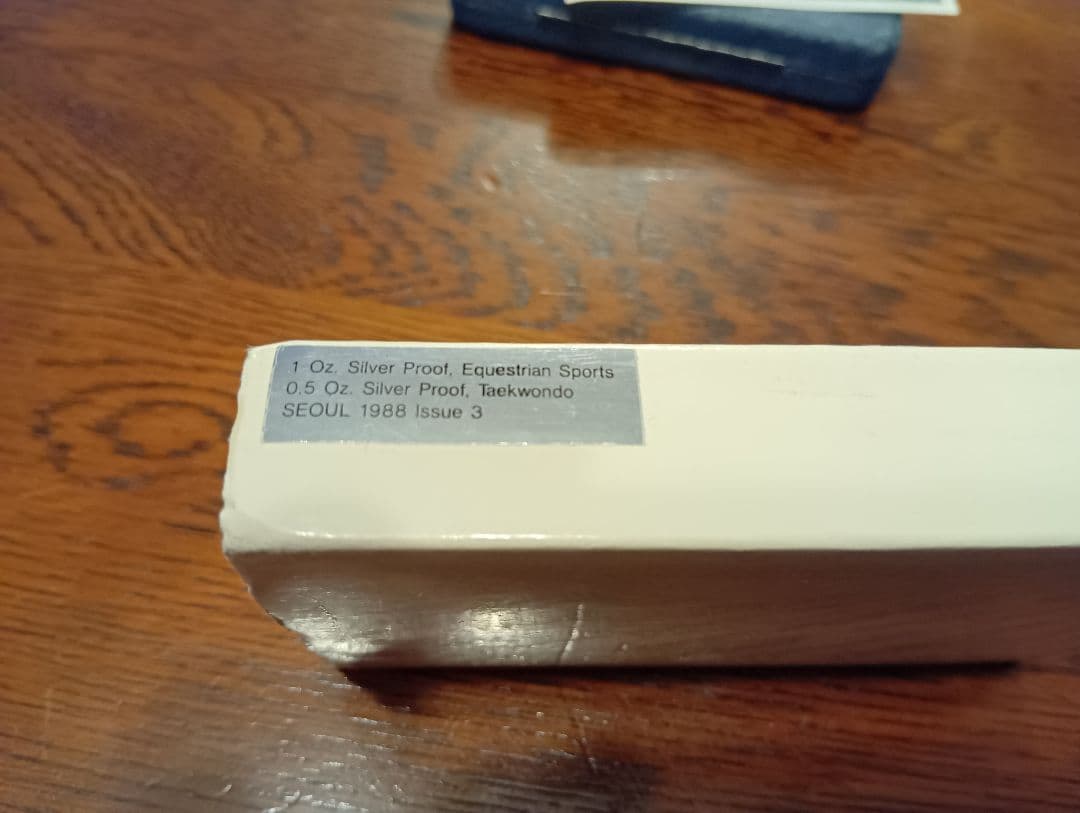 1 Oz. Silver Proof, Equestrian Sports
0.5 Oz. Silver Proof, Taekwondo
SEOUL 1988 Issue 3